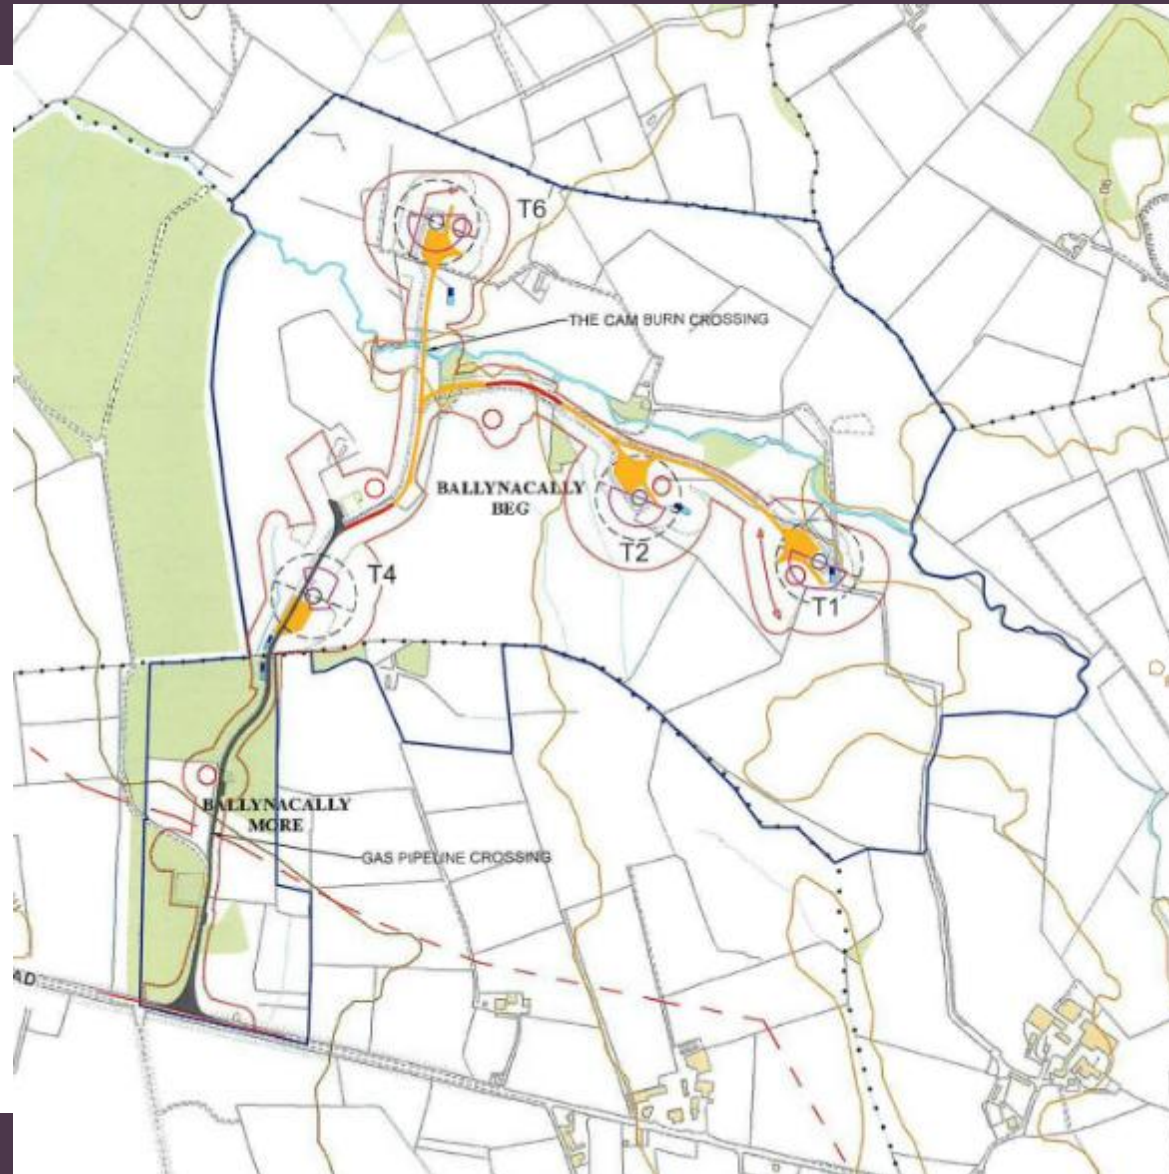 T6
THE CAM BURN CROSSING
BALLYNACALLY
BEG
T2
T1
T4
BALLYNACALLY
MORE
GAS PIPELINE CROSSING
AD